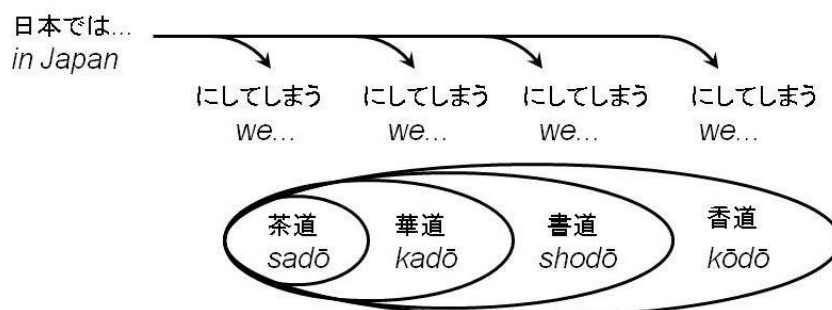 日本では…
in Japan
にしてしまう にしてしまう にしてしまう にしてしまう
we... we... we... we...
茶道 華道 書道 香道
sadō kadō shodō kōdō